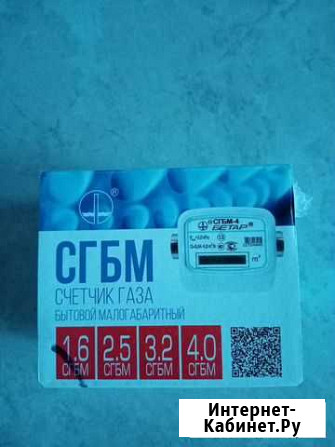 СГБМ-4
БЕТАР
m³
СГБМ
СЧЕТЧИК ГАЗА
БЫТОВОЙ МАЛОГАБАРИТНЫЙ
1.6 2.5 3.2 4.0
СГБМ СГБМ СГБМ СГБМ
Интернет-
Кабинет.Ру